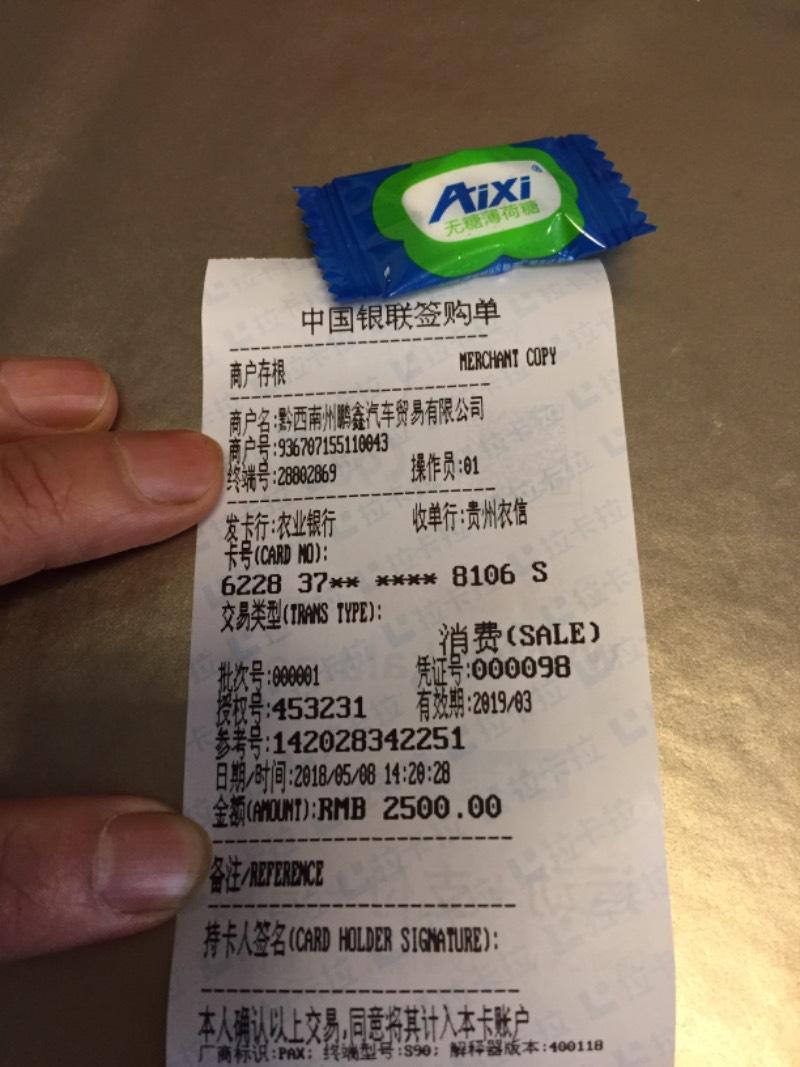 Aixi®
无糖薄荷糖
中国银联签购单
商户存根 MERCHANT COPY
商户名:黔西南州鹏鑫汽车贸易有限公司
商户号:936707155110043
终端号:28802869 操作员:01
发卡行:农业银行 收单行:贵州农信
卡号(CARD NO):
6228 37** **** 8106 S
交易类型(TRANS TYPE):
消费(SALE)
批次号:000001 凭证号:000098
授权号:453231 有效期:2019/03
参考号:142028342251
日期/时间:2018/05/08 14:20:28
金额(AMOUNT):RMB 2500.00
备注/REFERENCE
持卡人签名(CARD HOLDER SIGNATURE):
本人确认以上交易,同意将其计入本卡账户
厂商标识:PAX; 终端型号:S90; 解释器版本:400118
拉卡拉